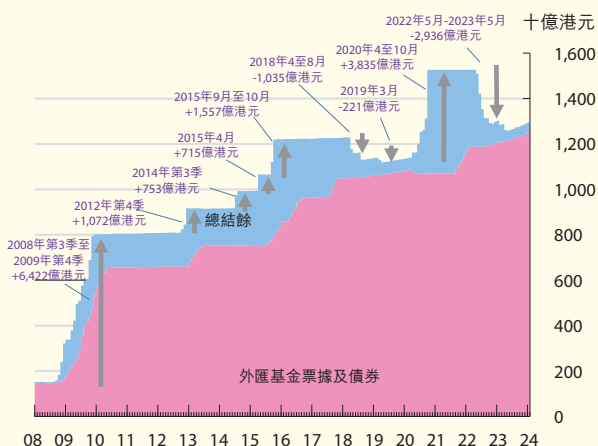 十億港元
2022年5月-2023年5月
-2,936億港元
2020年4至10月
+3,835億港元
2018年4至8月
-1,035億港元
2019年3月
-221億港元
2015年9月至10月
+1,557億港元
2015年4月
+715億港元
2014年第3季
+753億港元
2012年第4季
+1,072億港元
2008年第3季至
2009年第4季
+6,422億港元
總結餘
外匯基金票據及債券
1,600
1,400
1,200
1,000
800
600
400
200
0
08 09 10 11 12 13 14 15 16 17 18 19 20 21 22 23 24